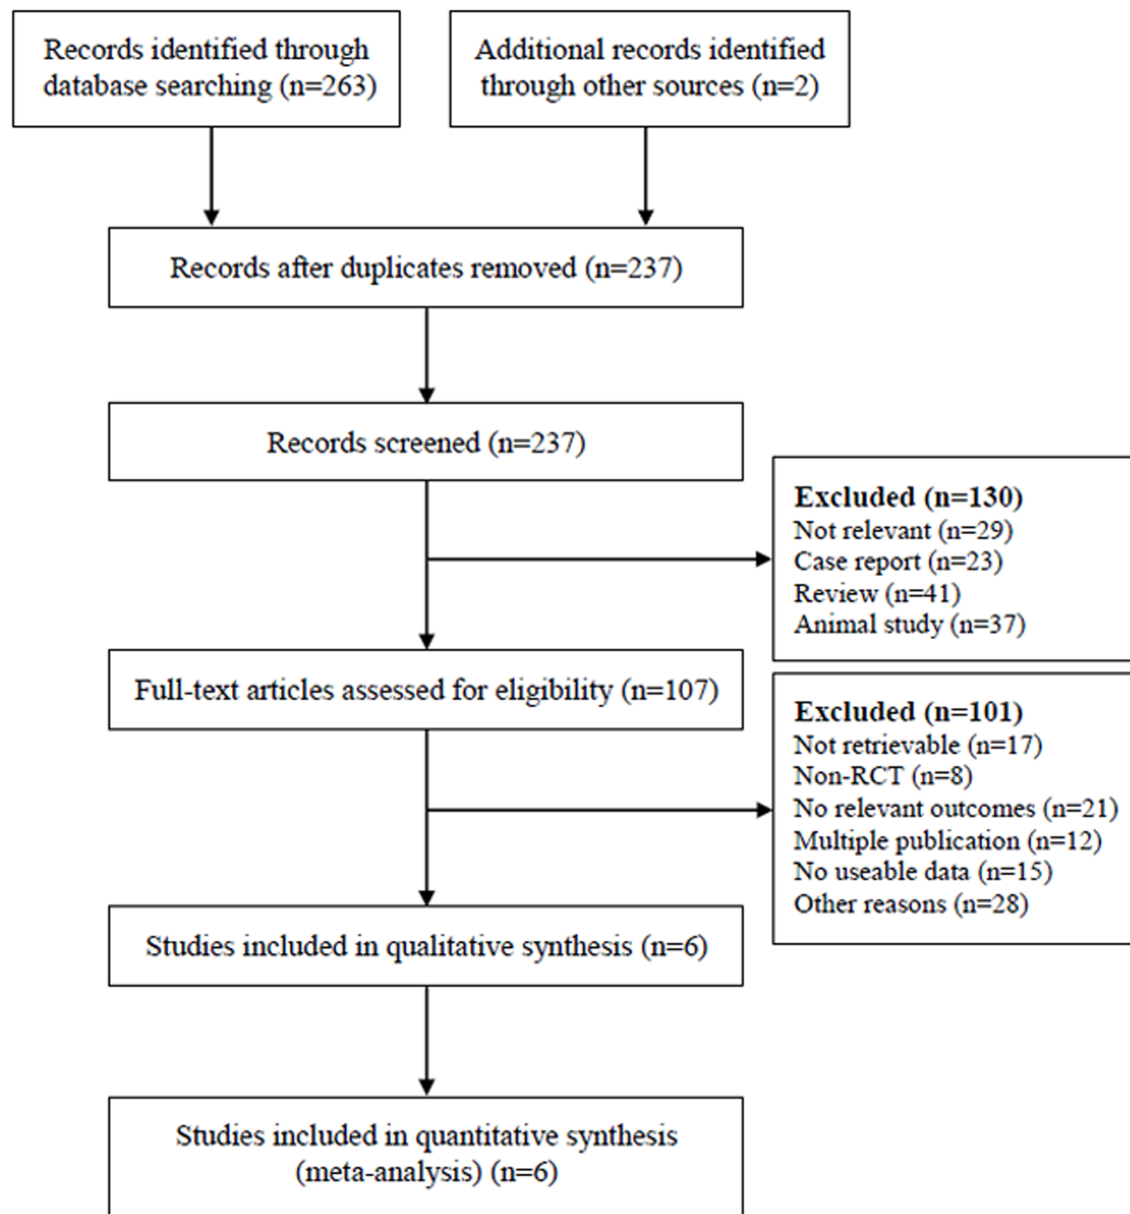 Records identified through
database searching (n=263)
Additional records identified
through other sources (n=2)
Records after duplicates removed (n=237)
Records screened (n=237)
Excluded (n=130)
Not relevant (n=29)
Case report (n=23)
Review (n=41)
Animal study (n=37)
Full-text articles assessed for eligibility (n=107)
Excluded (n=101)
Not retrievable (n=17)
Non-RCT (n=8)
No relevant outcomes (n=21)
Multiple publication (n=12)
No useable data (n=15)
Other reasons (n=28)
Studies included in qualitative synthesis (n=6)
Studies included in quantitative synthesis
(meta-analysis) (n=6)